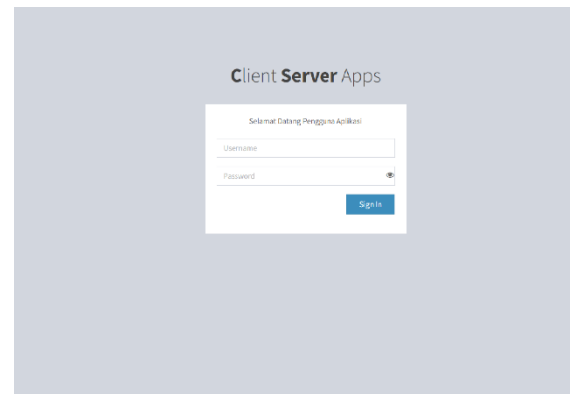 Client Server Apps
Selamat Datang Pengguna Aplikasi
Username
Password
Sign In